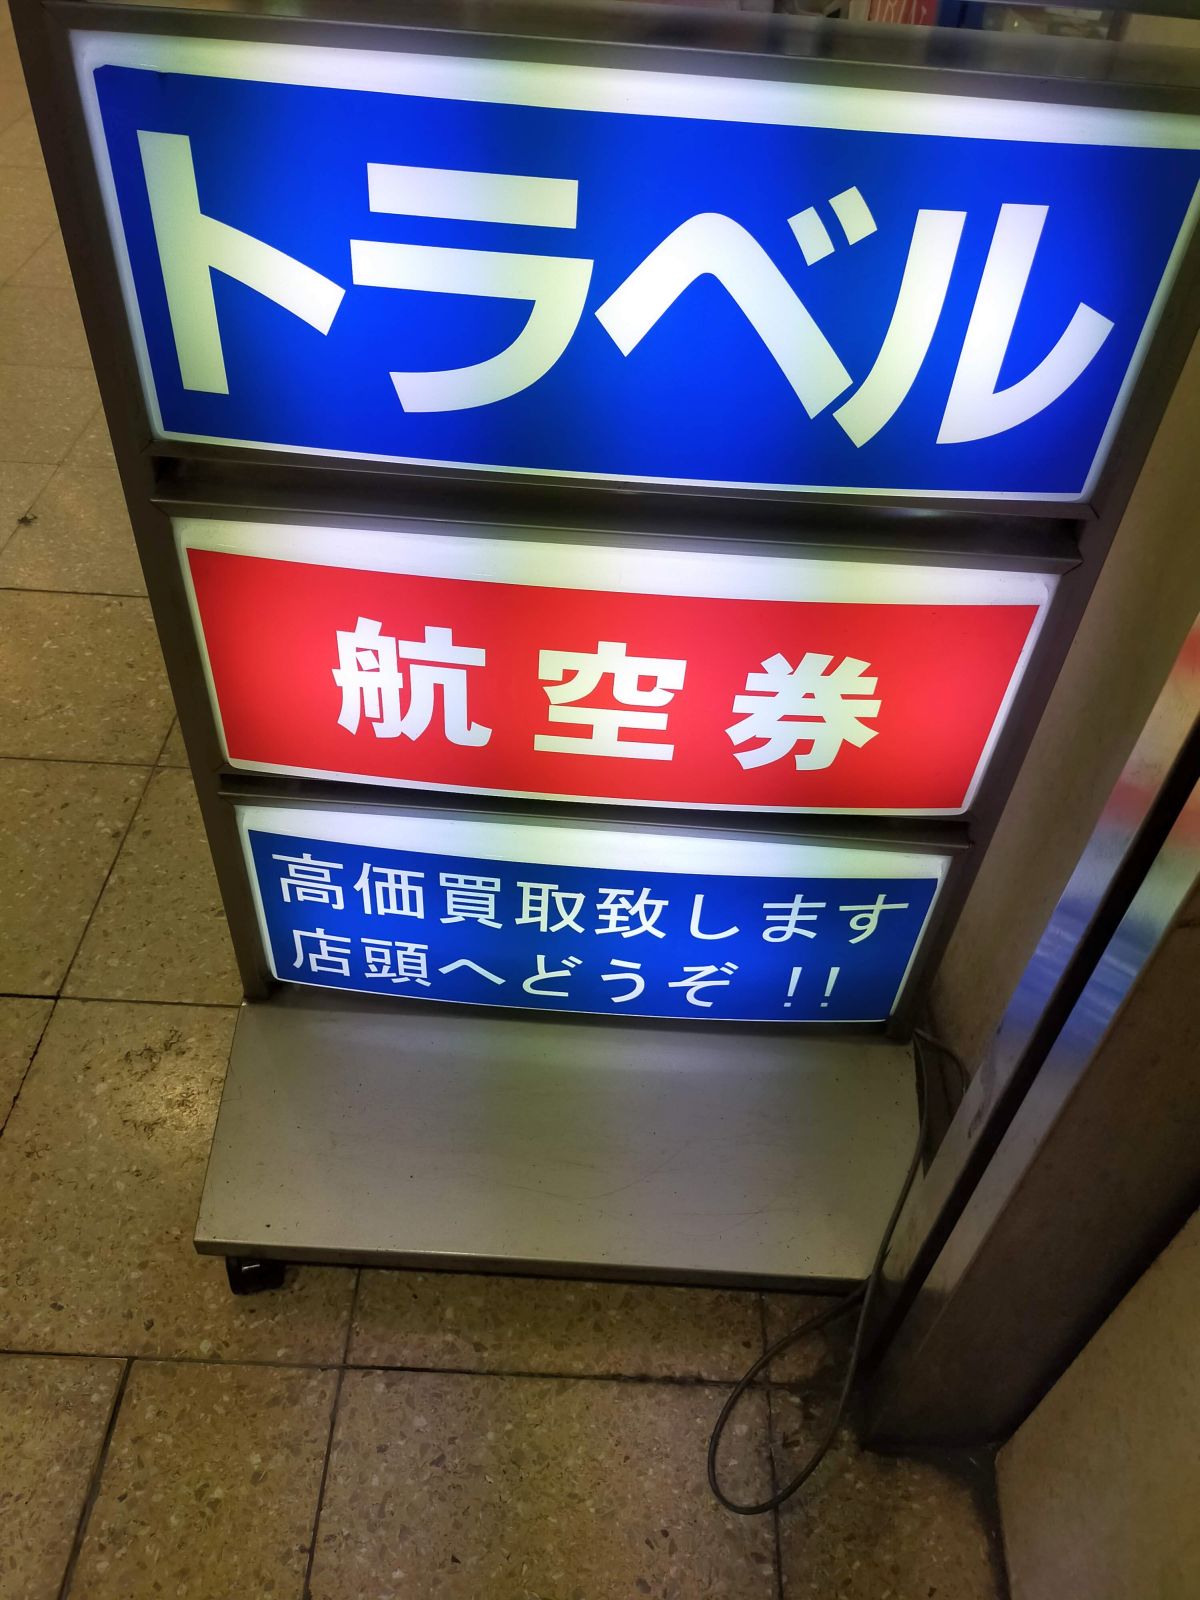 トラベル
航空券
高価買取致します
店頭へどうぞ !!